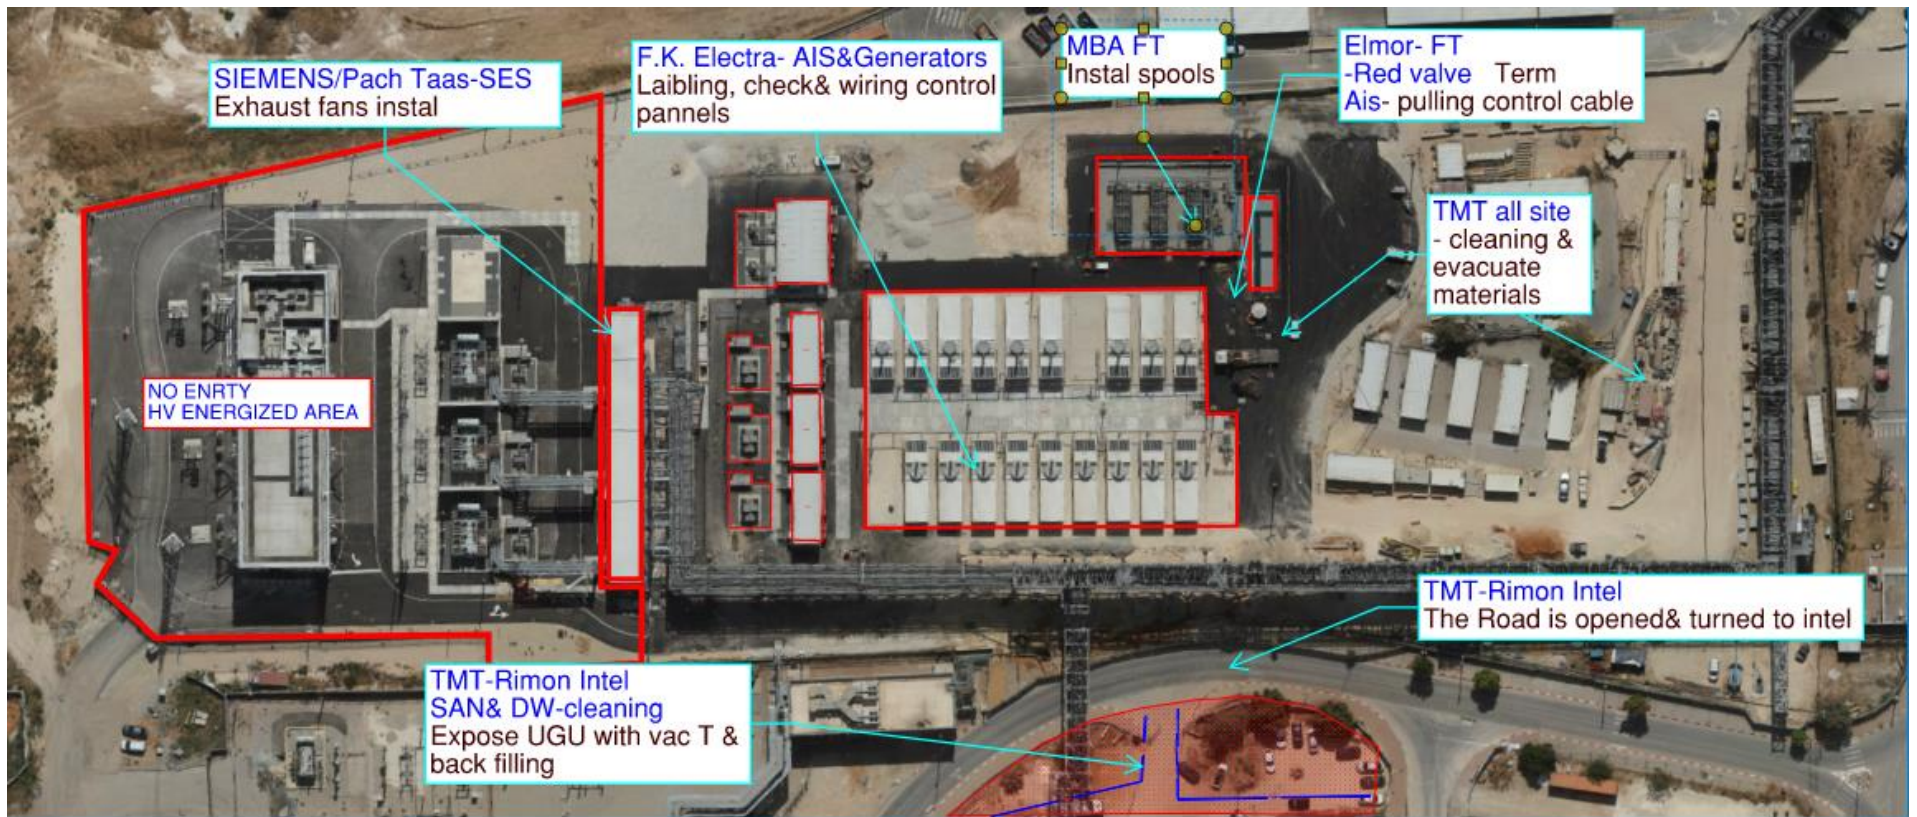 SIEMENS/Pach Taas-SES
Exhaust fans instal
F.K. Electra- AIS&Generators
Laibling, check& wiring control
pannels
MBA FT
Instal spools
Elmor- FT
-Red valve Term
Ais- pulling control cable
TMT all site
- cleaning &
evacuate
materials
NO ENRTY
HV ENERGIZED AREA
TMT-Rimon Intel
The Road is opened& turned to intel
TMT-Rimon Intel
SAN& DW-cleaning
Expose UGU with vac T &
back filling